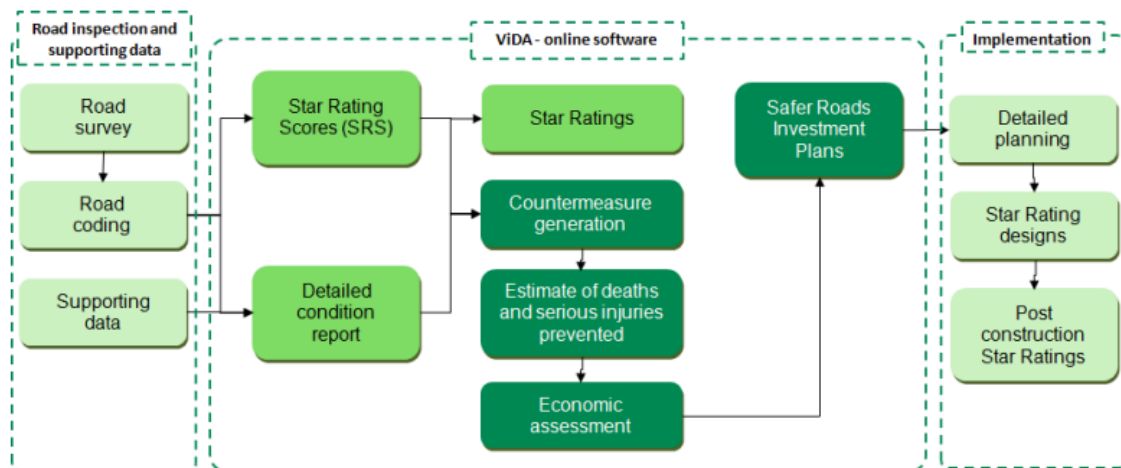 Road inspection and
supporting data
ViDA - online software
Implementation
Road
survey
Road
coding
Supporting
data
Star Rating
Scores (SRS)
Detailed
condition
report
Star Ratings
Countermeasure
generation
Estimate of deaths
and serious injuries
prevented
Economic
assessment
Safer Roads
Investment
Plans
Detailed
planning
Star Rating
designs
Post
construction
Star Ratings